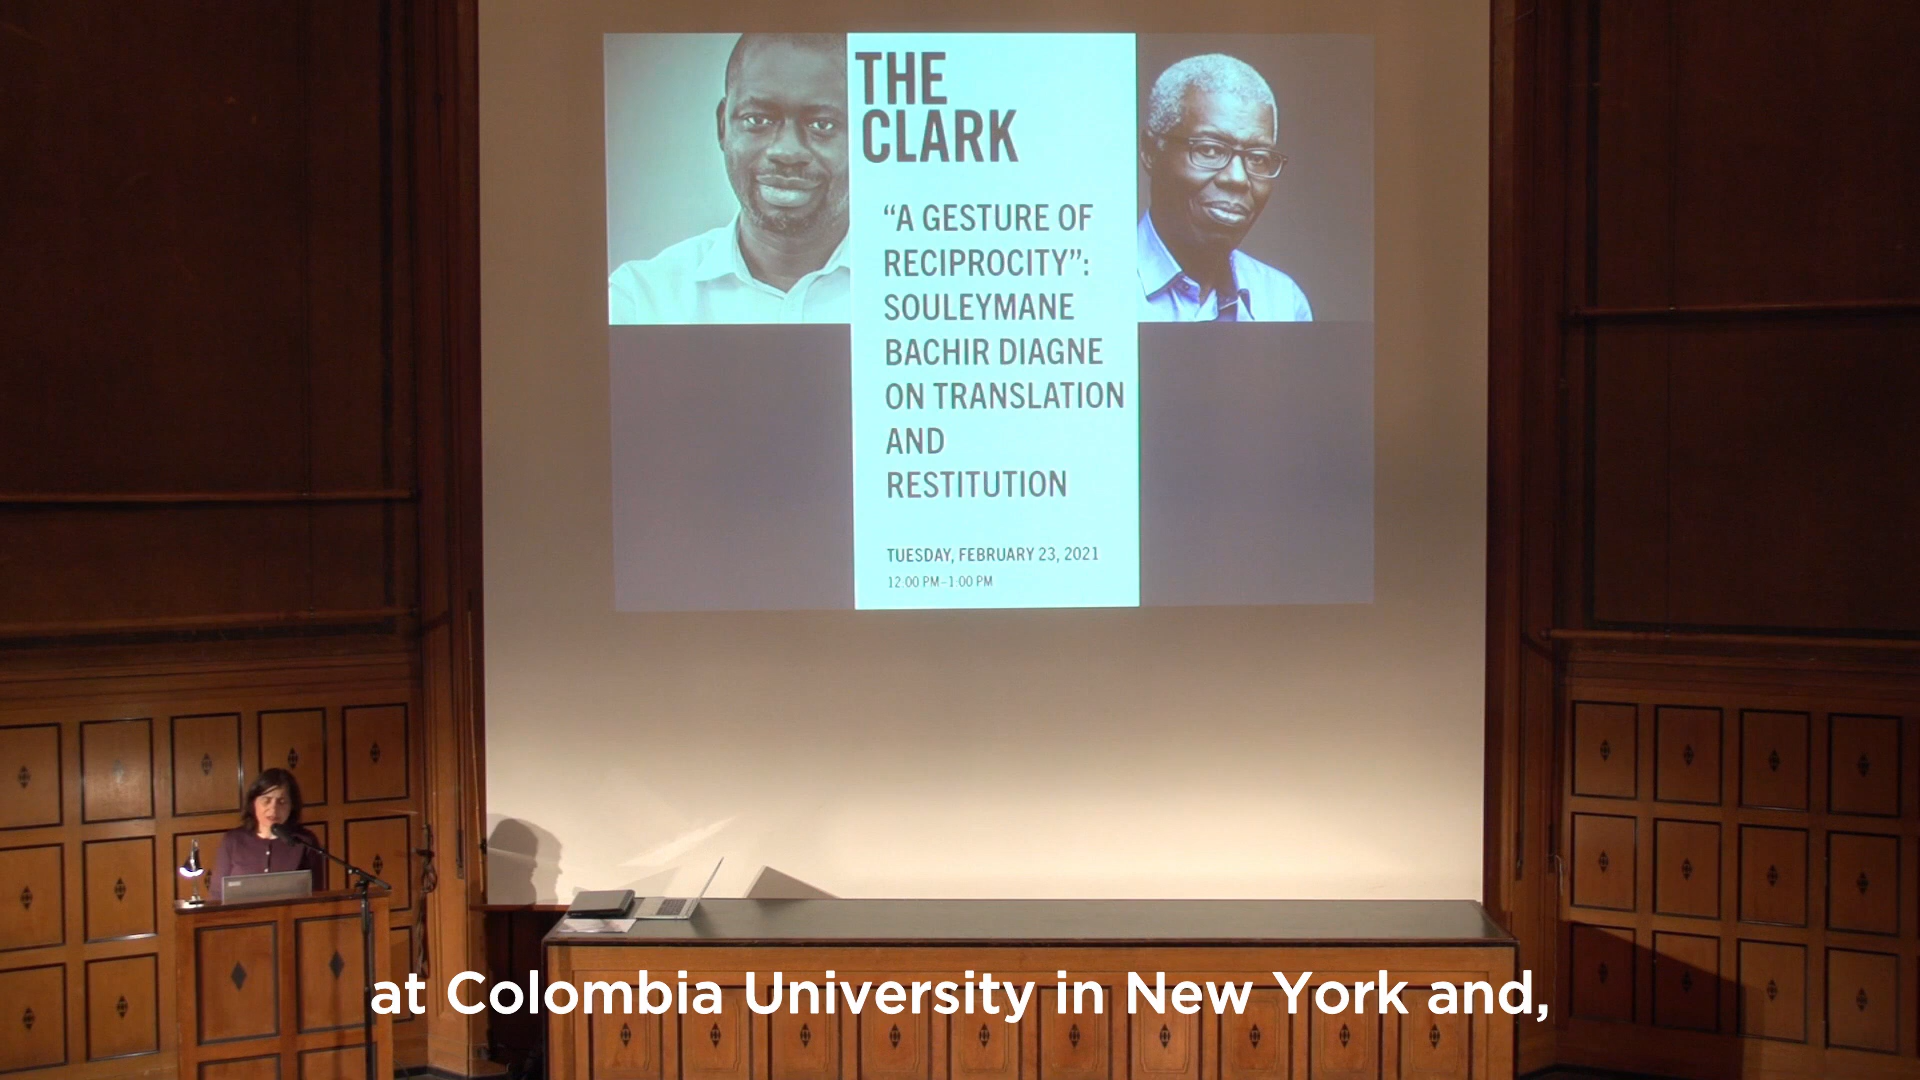 THE
CLARK
“A GESTURE OF
RECIPROCITY”:
SOULEYMANE
BACHIR DIAGNE
ON TRANSLATION
AND
RESTITUTION
TUESDAY, FEBRUARY 23, 2021
12:00 PM–1:00 PM
at Colombia University in New York and,